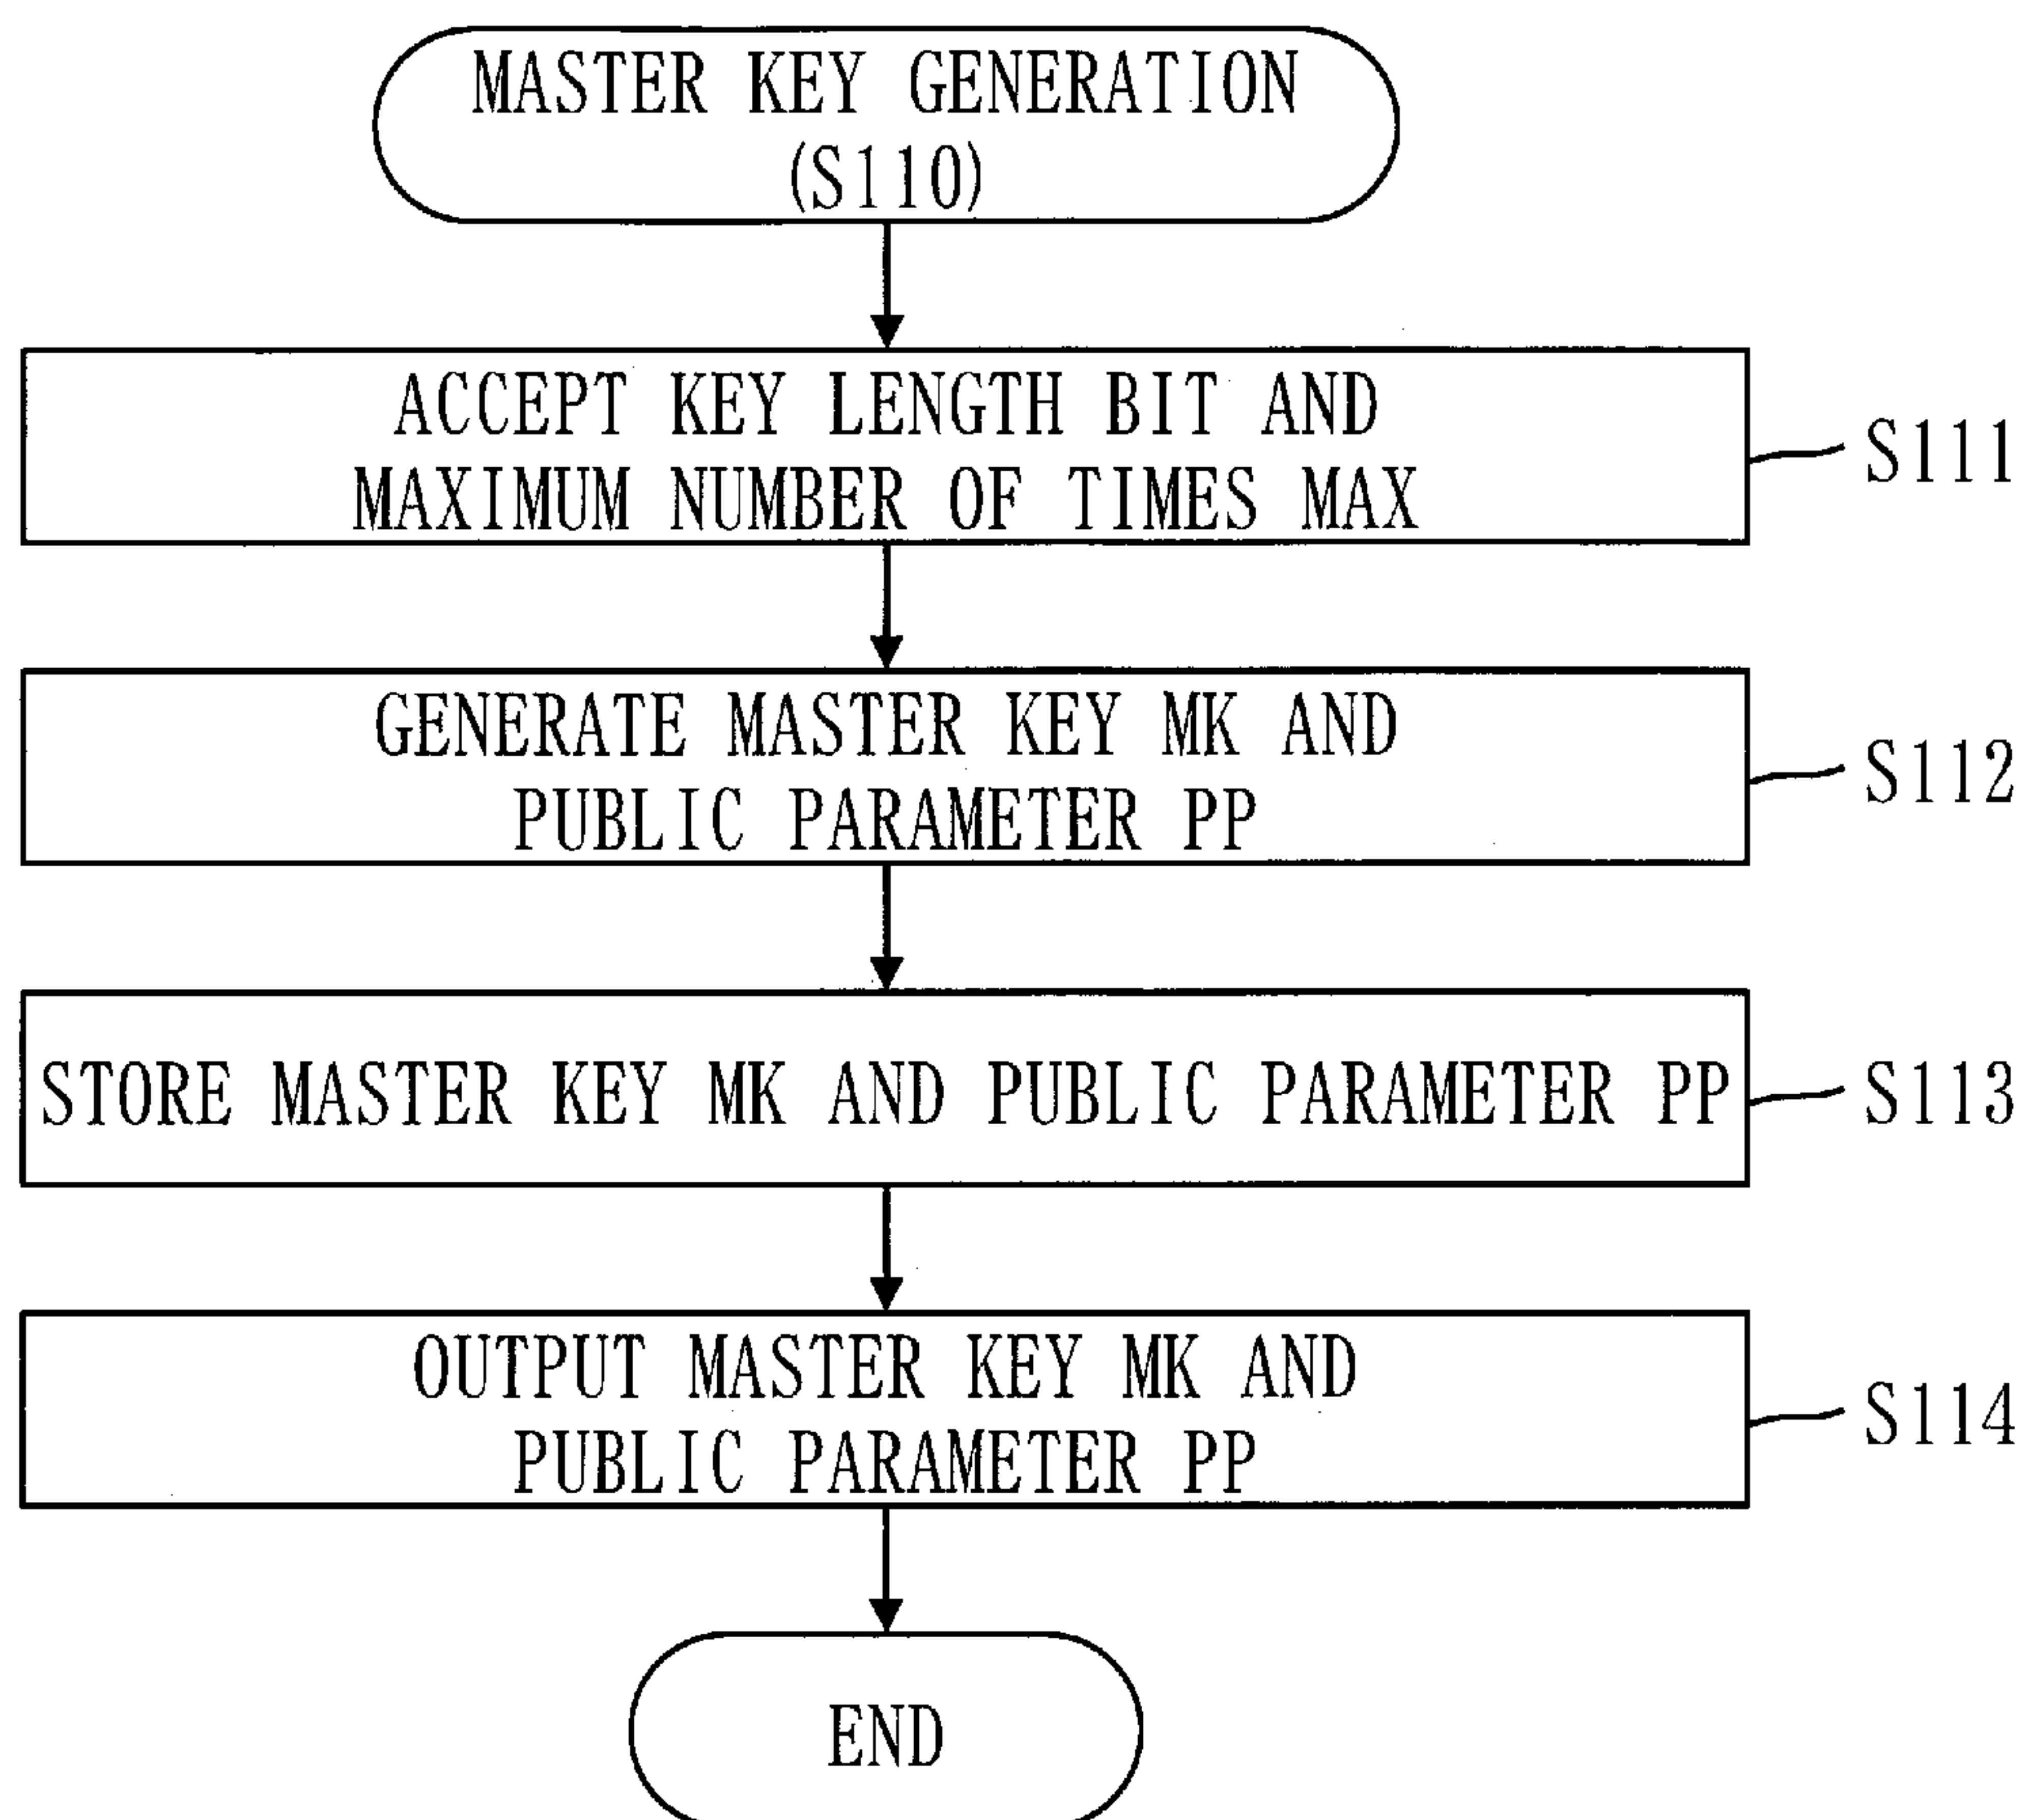 MASTER KEY GENERATION
(S110)
ACCEPT KEY LENGTH BIT AND
MAXIMUM NUMBER OF TIMES MAX
S111
GENERATE MASTER KEY MK AND
PUBLIC PARAMETER PP
S112
STORE MASTER KEY MK AND PUBLIC PARAMETER PP
S113
OUTPUT MASTER KEY MK AND
PUBLIC PARAMETER PP
S114
END